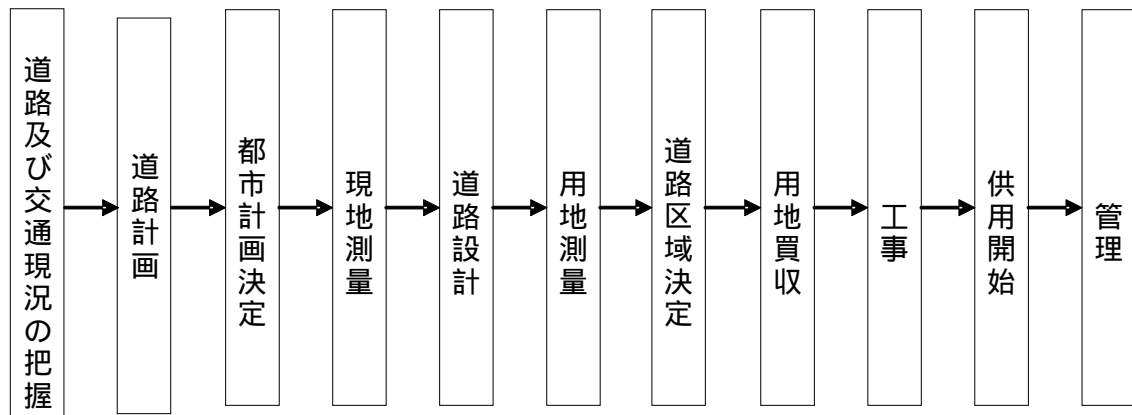 道路及び交通現況の把握
道路計画
都市計画決定
現地測量
道路設計
用地測量
道路区域決定
用地買収
工事
供用開始
管理